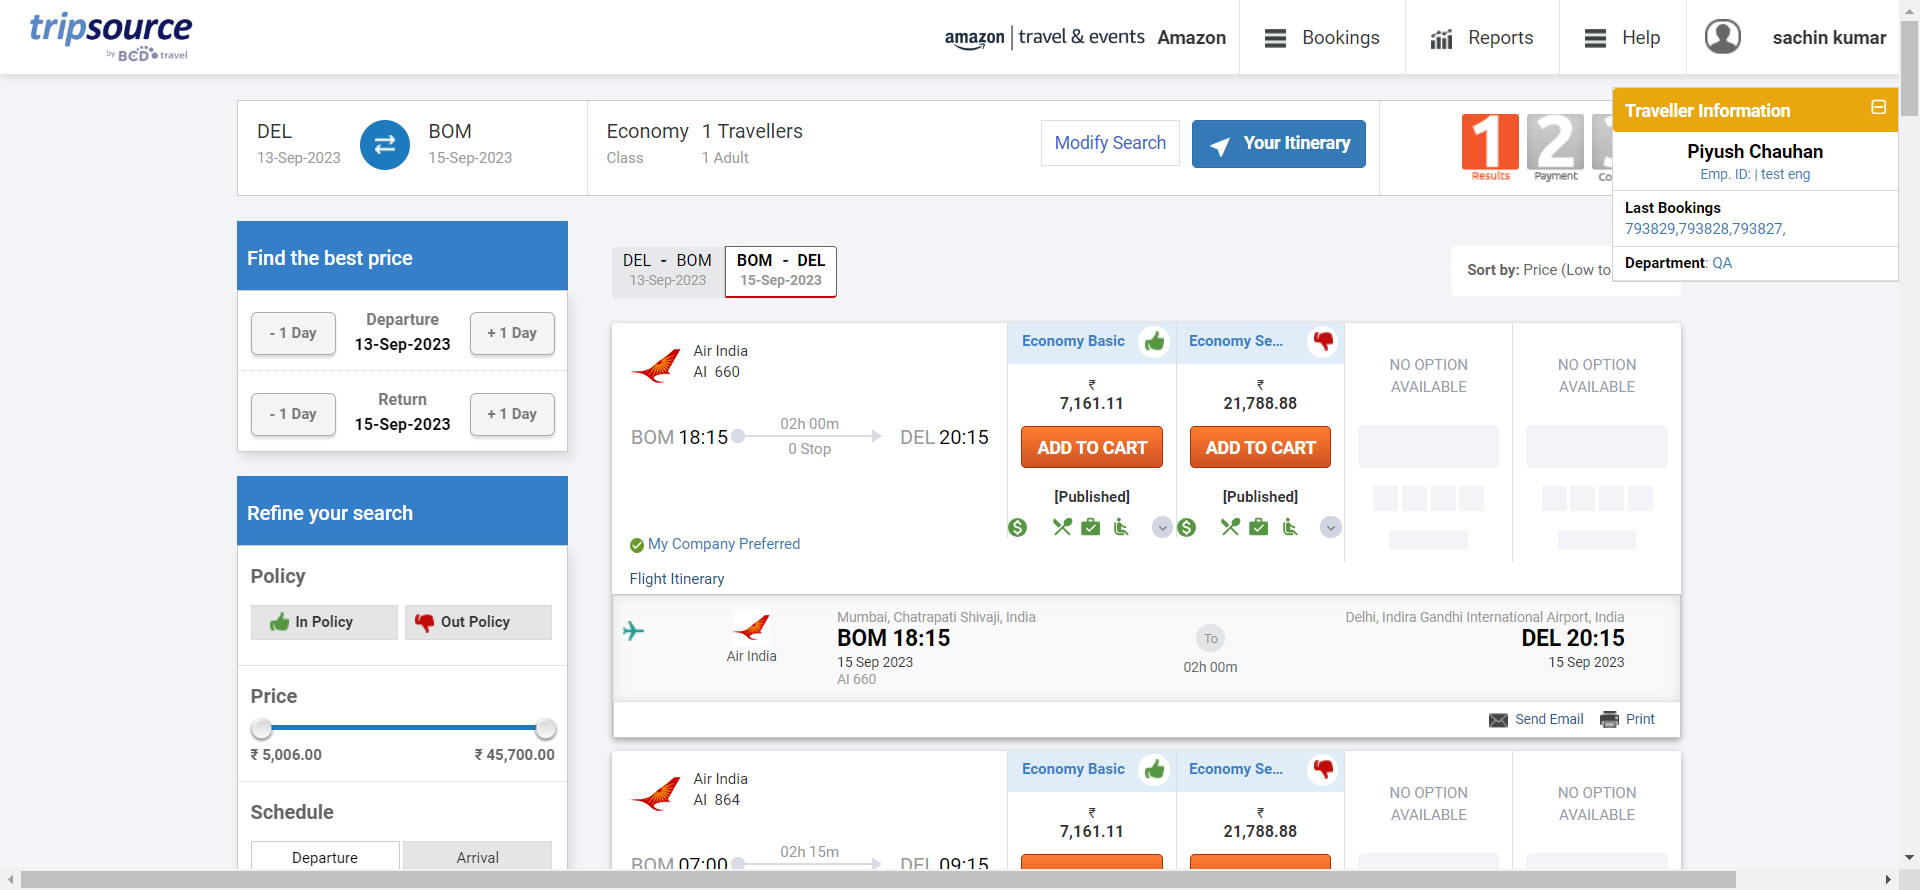 tripsource
by BCD travel
amazon | travel & events Amazon
Bookings
Reports
Help
sachin kumar
DEL
13-Sep-2023
BOM
15-Sep-2023
Economy
Class
1 Travellers
1 Adult
Modify Search
Your Itinerary
1
Results
2
Payment
Co
Traveller Information
Piyush Chauhan
Emp. ID: | test eng
Last Bookings
793829,793828,793827,
Department: QA
Find the best price
- 1 Day
Departure
13-Sep-2023
+ 1 Day
- 1 Day
Return
15-Sep-2023
+ 1 Day
Refine your search
Policy
In Policy
Out Policy
Price
₹ 5,006.00
₹ 45,700.00
Schedule
Departure
Arrival
DEL - BOM
13-Sep-2023
BOM - DEL
15-Sep-2023
Sort by: Price (Low to
Air India
AI 660
BOM 18:15
02h 00m
0 Stop
DEL 20:15
My Company Preferred
Flight Itinerary
Economy Basic
₹
7,161.11
ADD TO CART
[Published]
Economy Se...
₹
21,788.88
ADD TO CART
[Published]
NO OPTION
AVAILABLE
NO OPTION
AVAILABLE
Air India
Mumbai, Chatrapati Shivaji, India
BOM 18:15
15 Sep 2023
AI 660
To
02h 00m
Delhi, Indira Gandhi International Airport, India
DEL 20:15
15 Sep 2023
Send Email
Print
Air India
AI 864
BOM 07:00
02h 15m
DEL 09:15
Economy Basic
₹
7,161.11
Economy Se...
₹
21,788.88
NO OPTION
AVAILABLE
NO OPTION
AVAILABLE